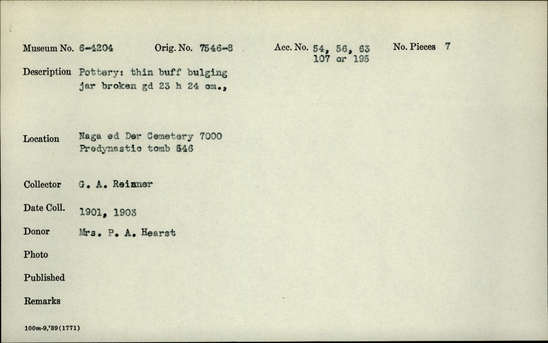 Museum No. 6-4204 Orig. No. 7546-8 Acc. No. 54, 56, 63 No. Pieces 7
107 or 195
Description Pottery: thin buff bulging
jar broken gd 23 h 24 cm.,
Location Naga ed Der Cemetery 7000
Predynastic tomb 546
Collector G. A. Reisner
Date Coll. 1901, 1903
Donor Mrs. P. A. Hearst
Photo
Published
Remarks
100m-9,'89(1771)